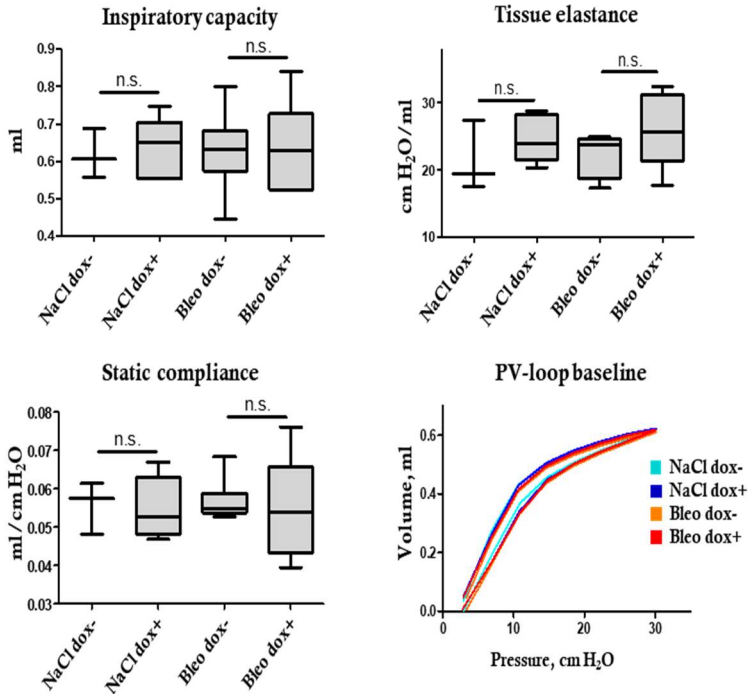 Inspiratory capacity
0.9
0.8
0.7
0.6
0.5
0.4
ml
n.s.
n.s.
NaCl dox-
NaCl dox+
Bleo dox-
Bleo dox+
Tissue elastance
30
20
10
cm H₂O/ml
n.s.
n.s.
NaCl dox-
NaCl dox+
Bleo dox-
Bleo dox+
Static compliance
0.08
0.07
0.06
0.05
0.04
0.03
ml/cm H₂O
n.s.
n.s.
NaCl dox-
NaCl dox+
Bleo dox-
Bleo dox+
PV-loop baseline
0.6
0.4
0.2
0.0
Volume, ml
NaCl dox-
NaCl dox+
Bleo dox-
Bleo dox+
0 10 20 30
Pressure, cm H₂O